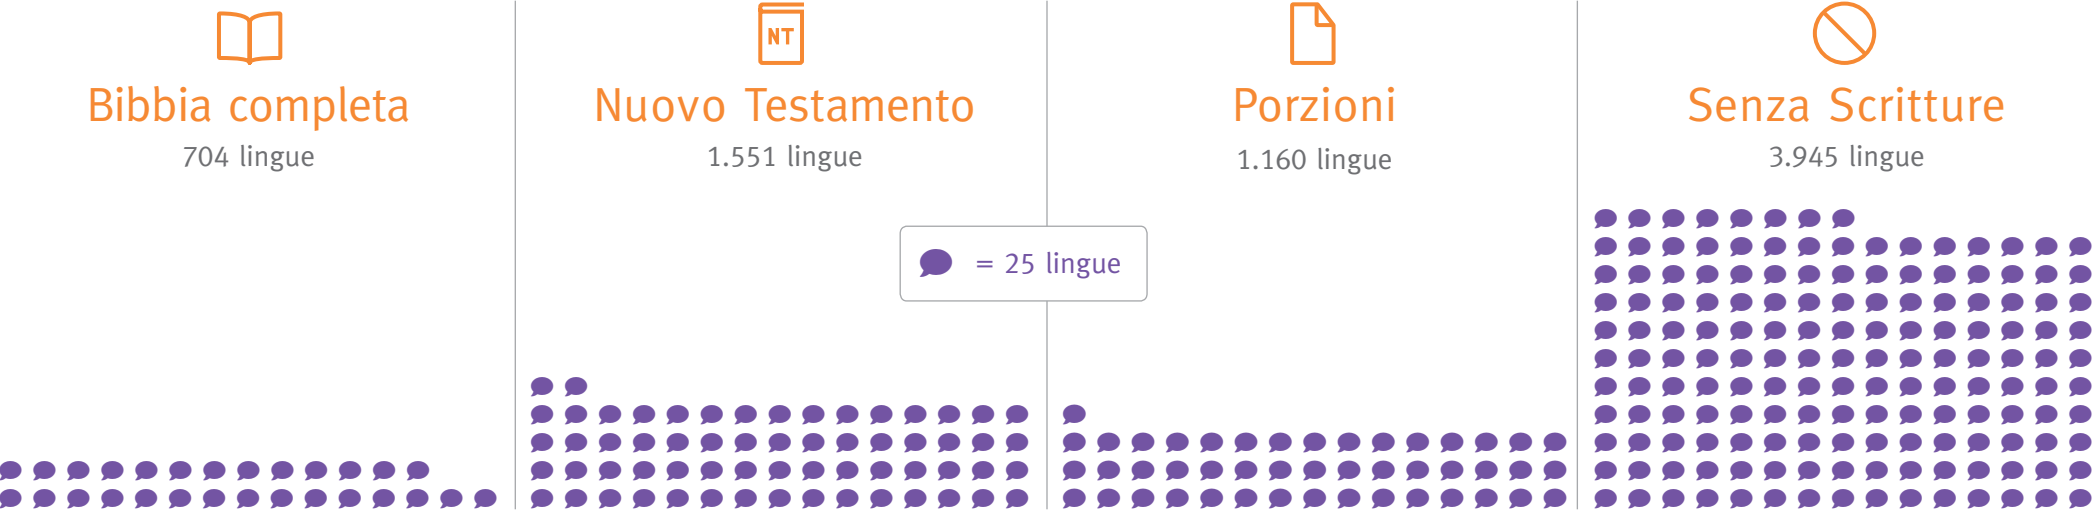 Bibbia completa
704 lingue
NT
Nuovo Testamento
1.551 lingue
Porzioni
1.160 lingue
Senza Scritture
3.945 lingue
= 25 lingue